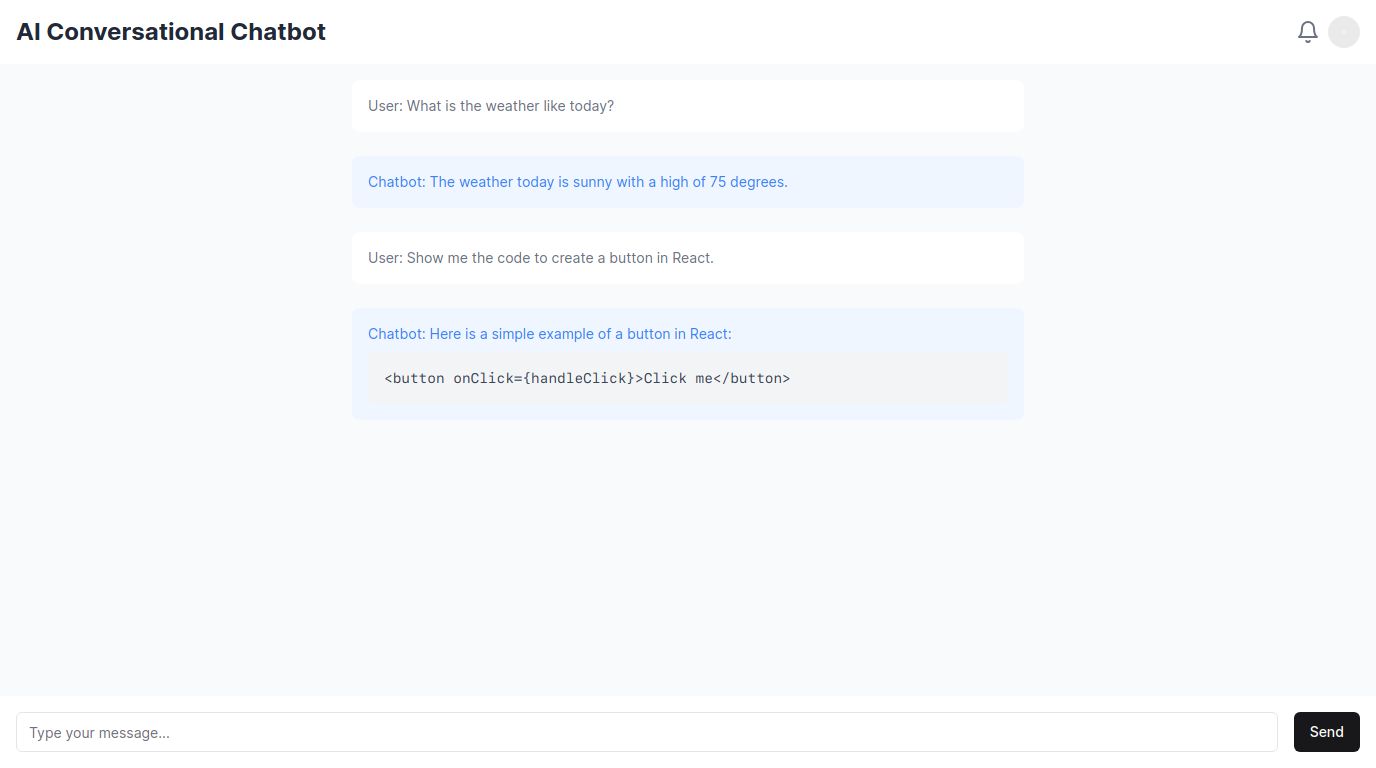 AI Conversational Chatbot
User: What is the weather like today?
Chatbot: The weather today is sunny with a high of 75 degrees.
User: Show me the code to create a button in React.
Chatbot: Here is a simple example of a button in React:
<button onClick={handleClick}>Click me</button>
Type your message...
Send